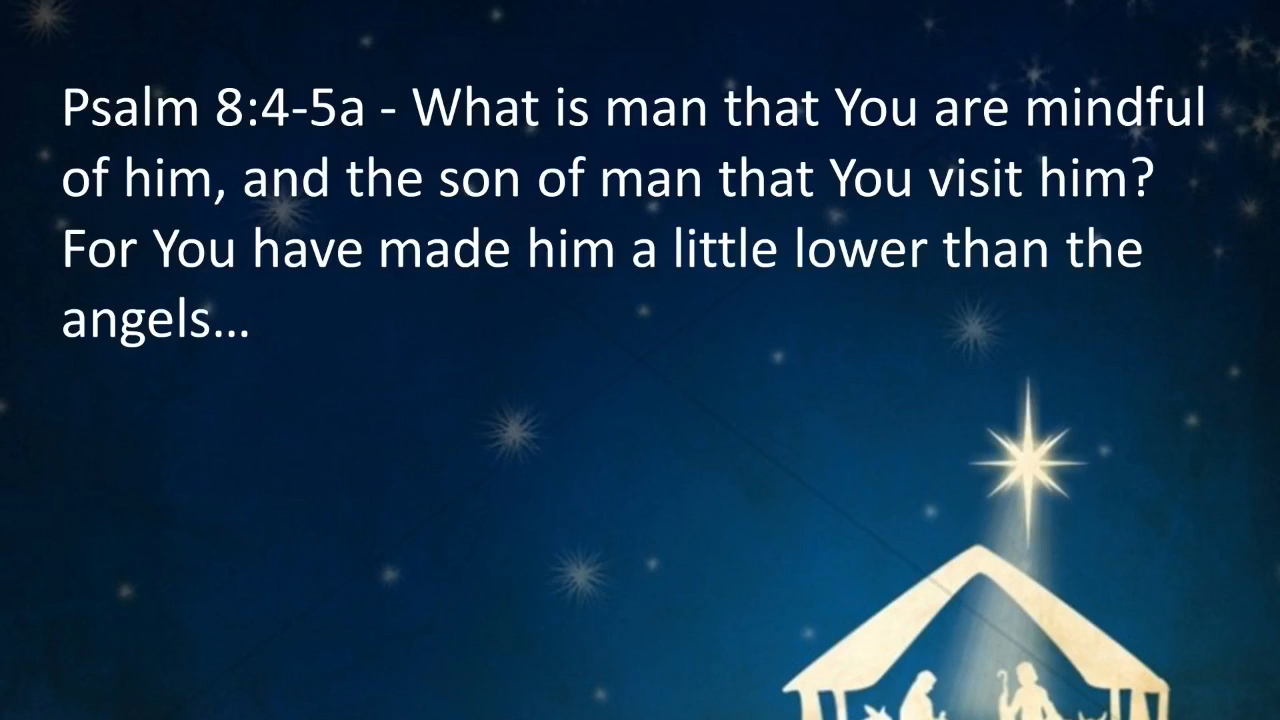 Psalm 8:4-5a - What is man that You are mindful
of him, and the son of man that You visit him?
For You have made him a little lower than the
angels...